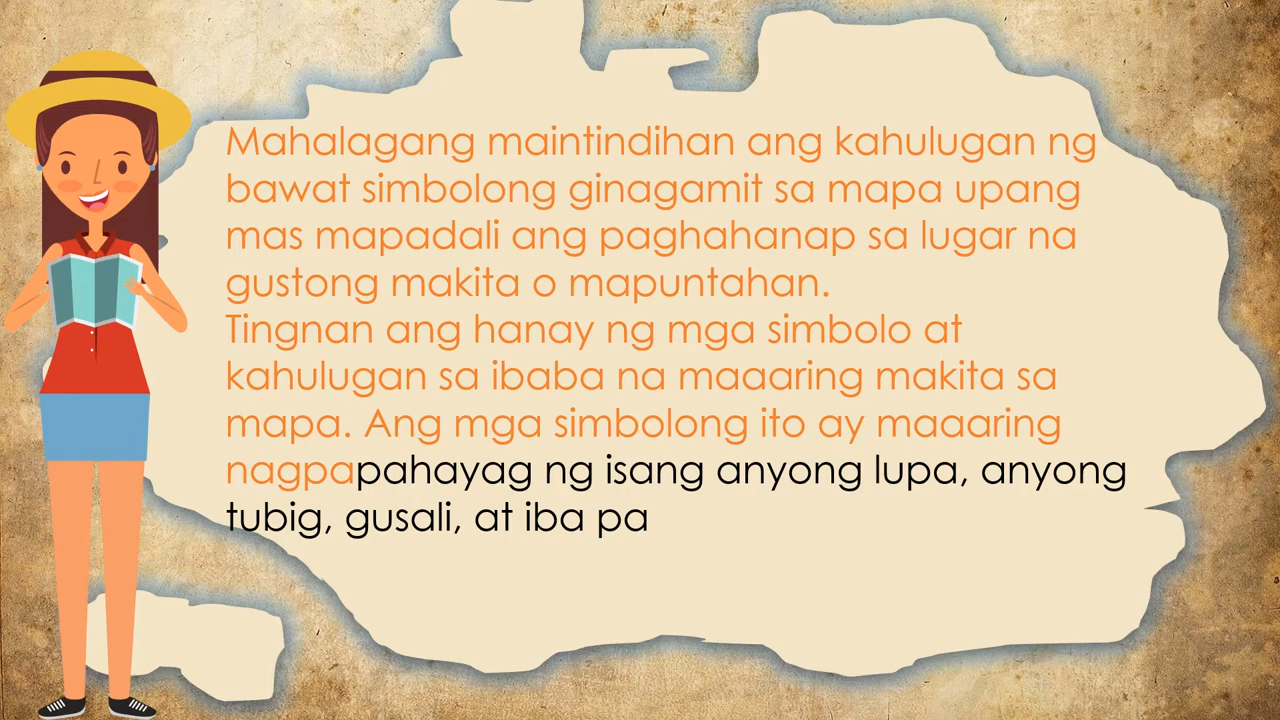 Mahalagang maintindihan ang kahulugan ng
bawat simbolong ginagamit sa mapa upang
mas mapadali ang paghahanap sa lugar na
gustong makita o mapuntahan.
Tingnan ang hanay ng mga simbolo at
kahulugan sa ibaba na maaaring makita sa
mapa. Ang mga simbolong ito ay maaaring
nagpapahayag ng isang anyong lupa, anyong
tubig, gusali, at iba pa